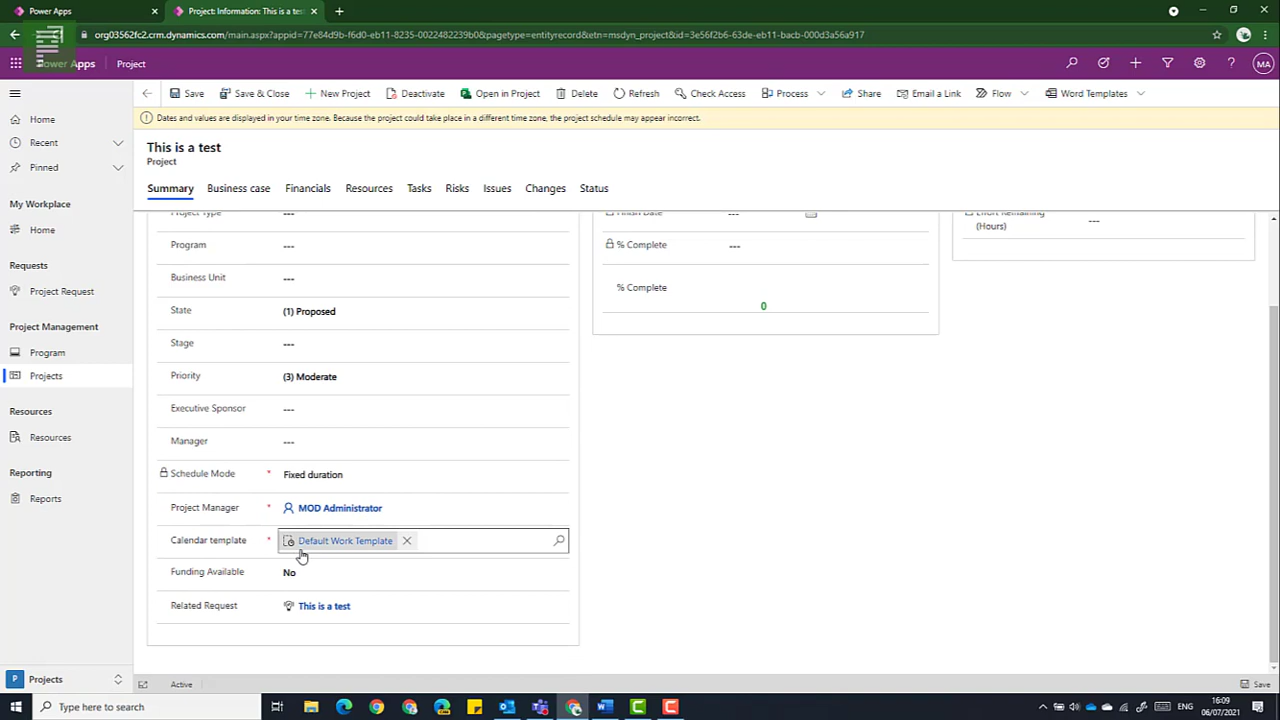 Power Apps
Project: Information: This is a te
org03562fc2.crm.dynamics.com/main.aspx?appid=77e84d9b-f6d0-eb11-8235-0022482239b0&pagetype=entityrecord&etn=msdyn_project&id=3e56f2b6-63de-eb11-bacb-000d3a56a917
Power Apps
Project
MA
Save
Save & Close
New Project
Deactivate
Open in Project
Delete
Refresh
Check Access
Process
Share
Email a Link
Flow
Word Templates
Dates and values are displayed in your time zone. Because the project could take place in a different time zone, the project schedule may appear incorrect.
Home
Recent
Pinned
My Workplace
Home
Requests
Project Request
Project Management
Program
Projects
Resources
Resources
Reporting
Reports
Projects
This is a test
Project
Summary
Business case
Financials
Resources
Tasks
Risks
Issues
Changes
Status
Project Type
---
Program
---
Business Unit
---
State
(1) Proposed
Stage
---
Priority
(3) Moderate
Executive Sponsor
---
Manager
---
Schedule Mode
*
Fixed duration
Project Manager
*
MOD Administrator
Calendar template
*
Default Work Template
Funding Available
No
Related Request
This is a test
Finish Date
---
% Complete
---
% Complete
0
Effort Remaining
(Hours)
---
Active
Save
Type here to search
ENG
16:09
06/07/2021